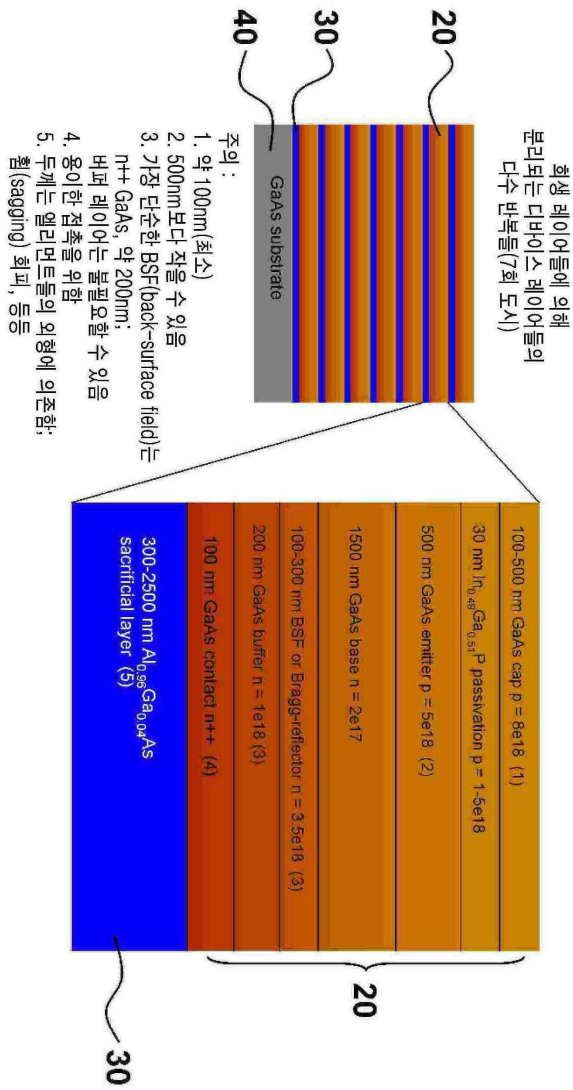 희생 레이어들에 의해
분리되는 디바이스 레이어들의
다수 반복들(7회 도시)
20
30
40
GaAs substrate
주의 :
1. 약 100nm(최소)
2. 500nm보다 작을 수 있음
3. 가장 단순한 BSF(back-surface field)는
n++ GaAs, 약 200nm;
버퍼 레이어는 불필요할 수 있음
4. 용이한 접촉을 위함
5. 두께는 엘리먼트들의 외형에 의존함;
휨(sagging) 회피, 등등
100-500 nm GaAs cap p = 8e18 (1)
30 nm In0.49Ga0.51P passivation p = 1-5e18
500 nm GaAs emitter p = 5e18 (2)
1500 nm GaAs base n = 2e17
100-300 nm BSF or Bragg-reflector n = 3.5e18 (3)
200 nm GaAs buffer n = 1e18 (3)
100 nm GaAs contact n++ (4)
300-2500 nm Al0.96Ga0.04As
sacrificial layer (5)
20
30